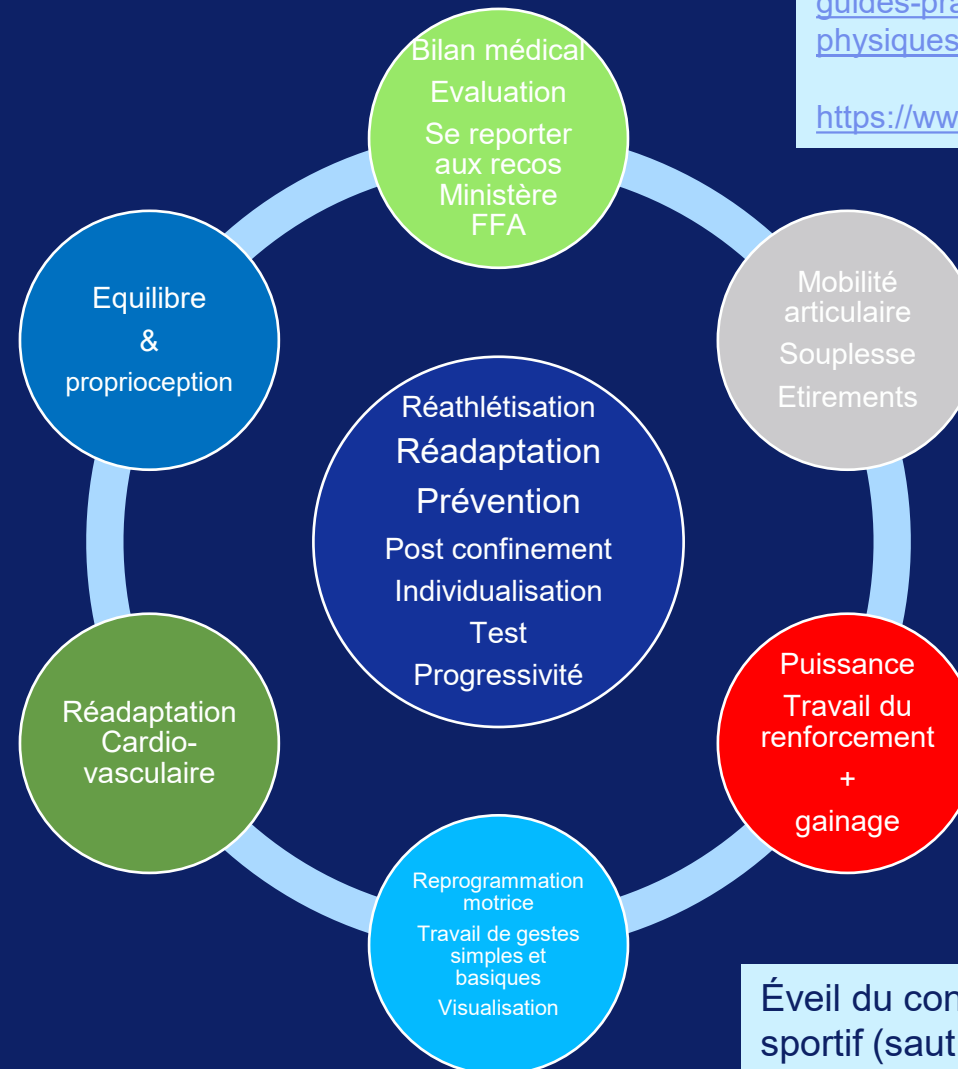 guides-pra
physiques
https://ww
Bilan médical
Evaluation
Se reporter
aux recos
Ministère
FFA
Equilibre
&
proprioception
Mobilité
articulaire
Souplesse
Etirements
Réathlétisation
Réadaptation
Prévention
Post confinement
Individualisation
Test
Progressivité
Réadaptation
Cardio-
vasculaire
Puissance
Travail du
renforcement
+
gainage
Reprogrammation
motrice
Travail de gestes
simples et
basiques
Visualisation
Éveil du con
sportif (saut